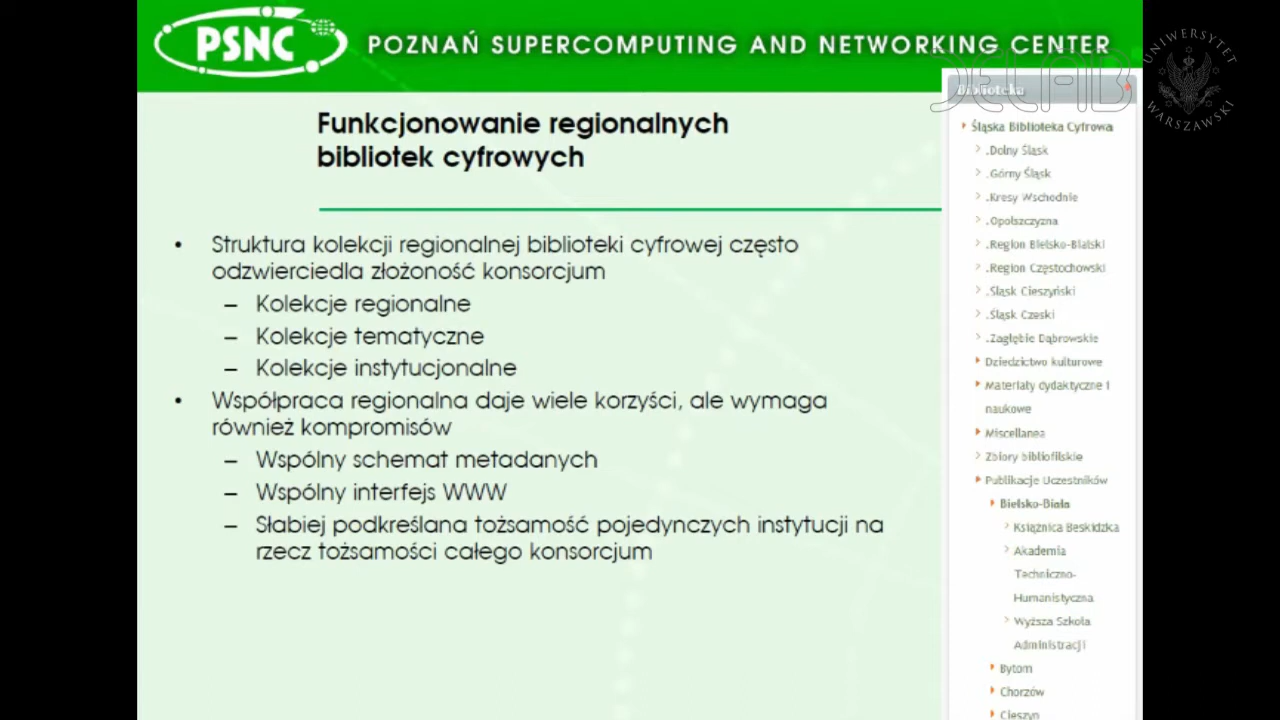 PSNC
POZNAŃ SUPERCOMPUTING AND NETWORKING CENTER
DELAB
UNIWERSYTET
WARSZAWSKI
Funkcjonowanie regionalnych
bibliotek cyfrowych
• Struktura kolekcji regionalnej biblioteki cyfrowej często
odzwierciedla złożoność konsorcjum
– Kolekcje regionalne
– Kolekcje tematyczne
– Kolekcje instytucjonalne
• Współpraca regionalna daje wiele korzyści, ale wymaga
również kompromisów
– Wspólny schemat metadanych
– Wspólny interfejs WWW
– Słabiej podkreślana tożsamość pojedynczych instytucji na
rzecz tożsamości całego konsorcjum
Biblioteka
Śląska Biblioteka Cyfrowa
.Dolny Śląsk
.Górny Śląsk
.Kresy Wschodnie
.Opolszczyzna
.Region Bielsko-Bialski
.Region Częstochowski
.Śląsk Cieszyński
.Śląsk Czeski
.Zagłębie Dąbrowskie
Dziedzictwo kulturowe
Materiały dydaktyczne i
naukowe
Miscellanea
Zbiory bibliofilskie
Publikacje Uczestników
Bielsko-Biała
Książnica Beskidzka
Akademia
Techniczno-
Humanistyczna
Wyższa Szkoła
Administracji
Bytom
Chorzów
Cieszyn